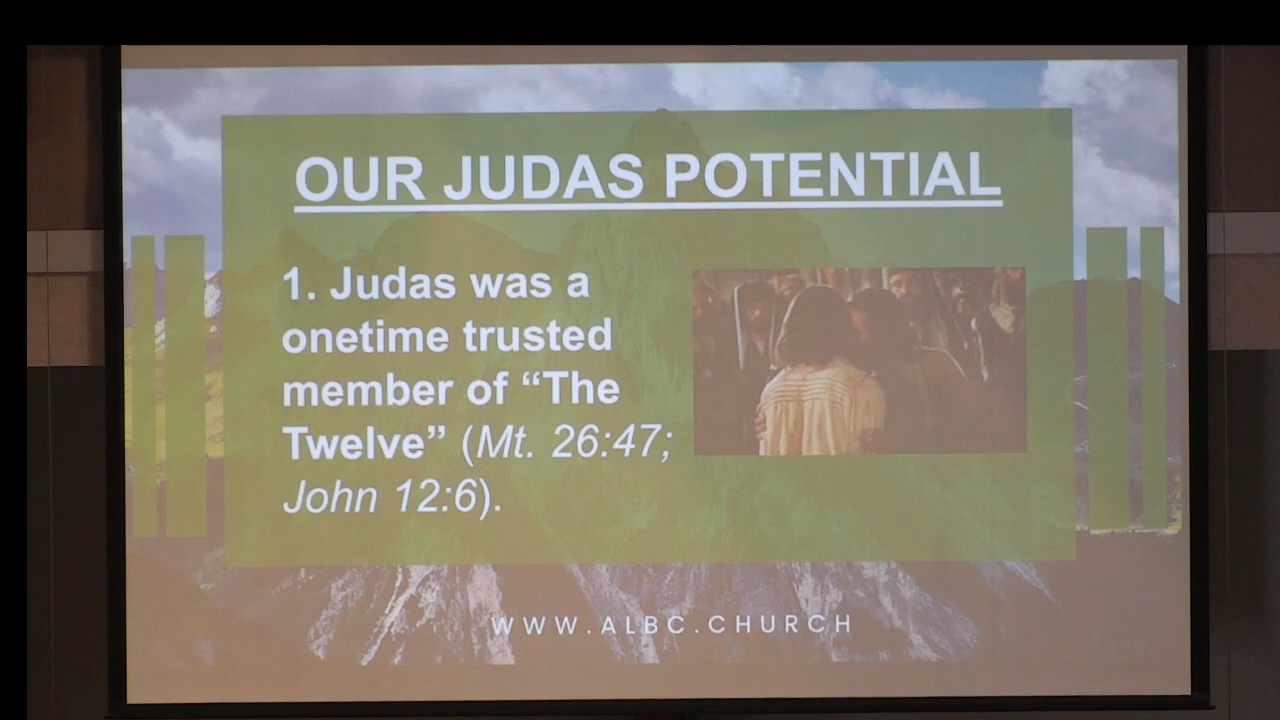 OUR JUDAS POTENTIAL
1. Judas was a
onetime trusted
member of “The
Twelve” (Mt. 26:47;
John 12:6).
WWW.ALBC.CHURCH